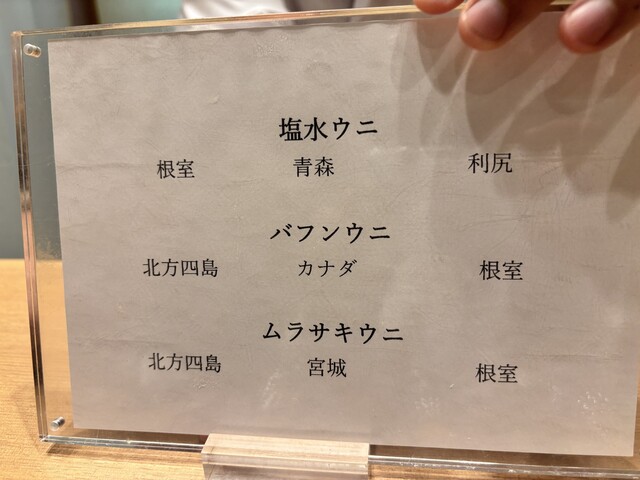 塩水ウニ
根室 青森 利尻
バフンウニ
北方四島 カナダ 根室
ムラサキウニ
北方四島 宮城 根室